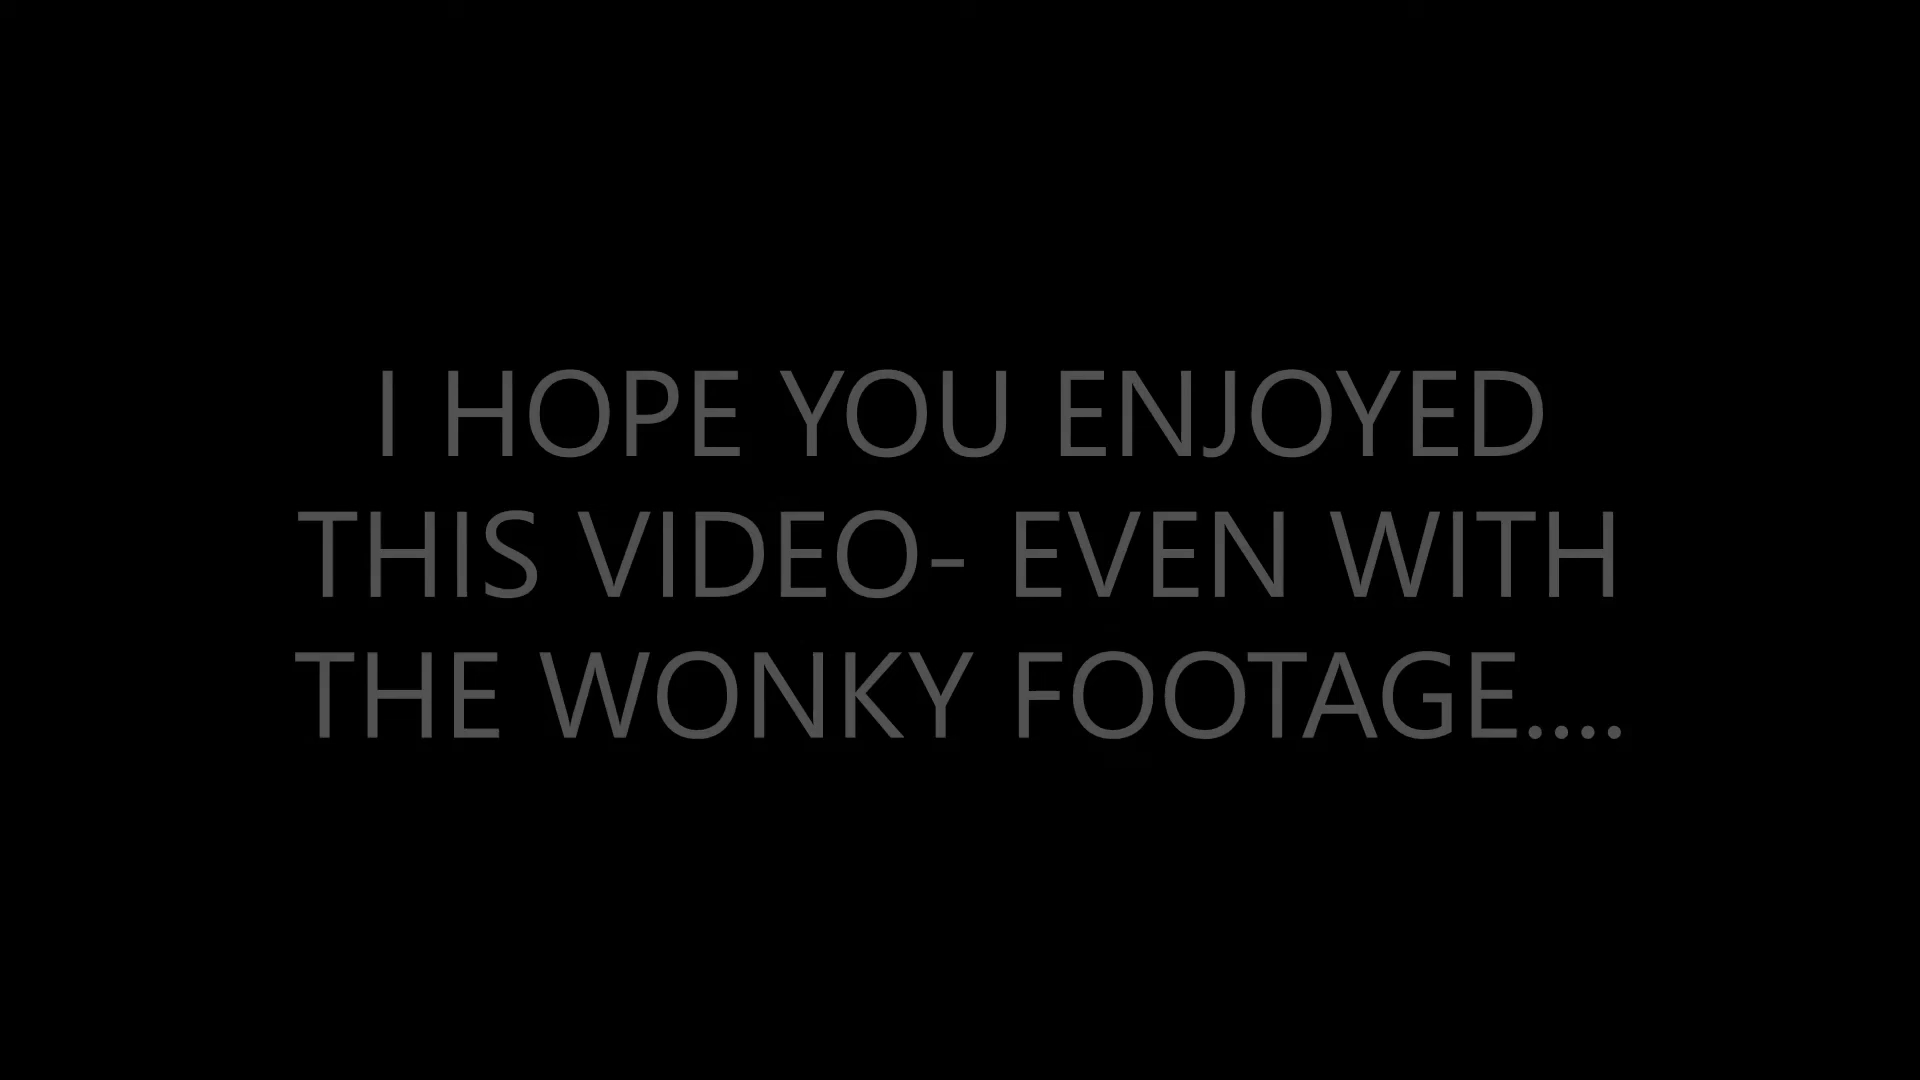 I HOPE YOU ENJOYED
THIS VIDEO- EVEN WITH
THE WONKY FOOTAGE....